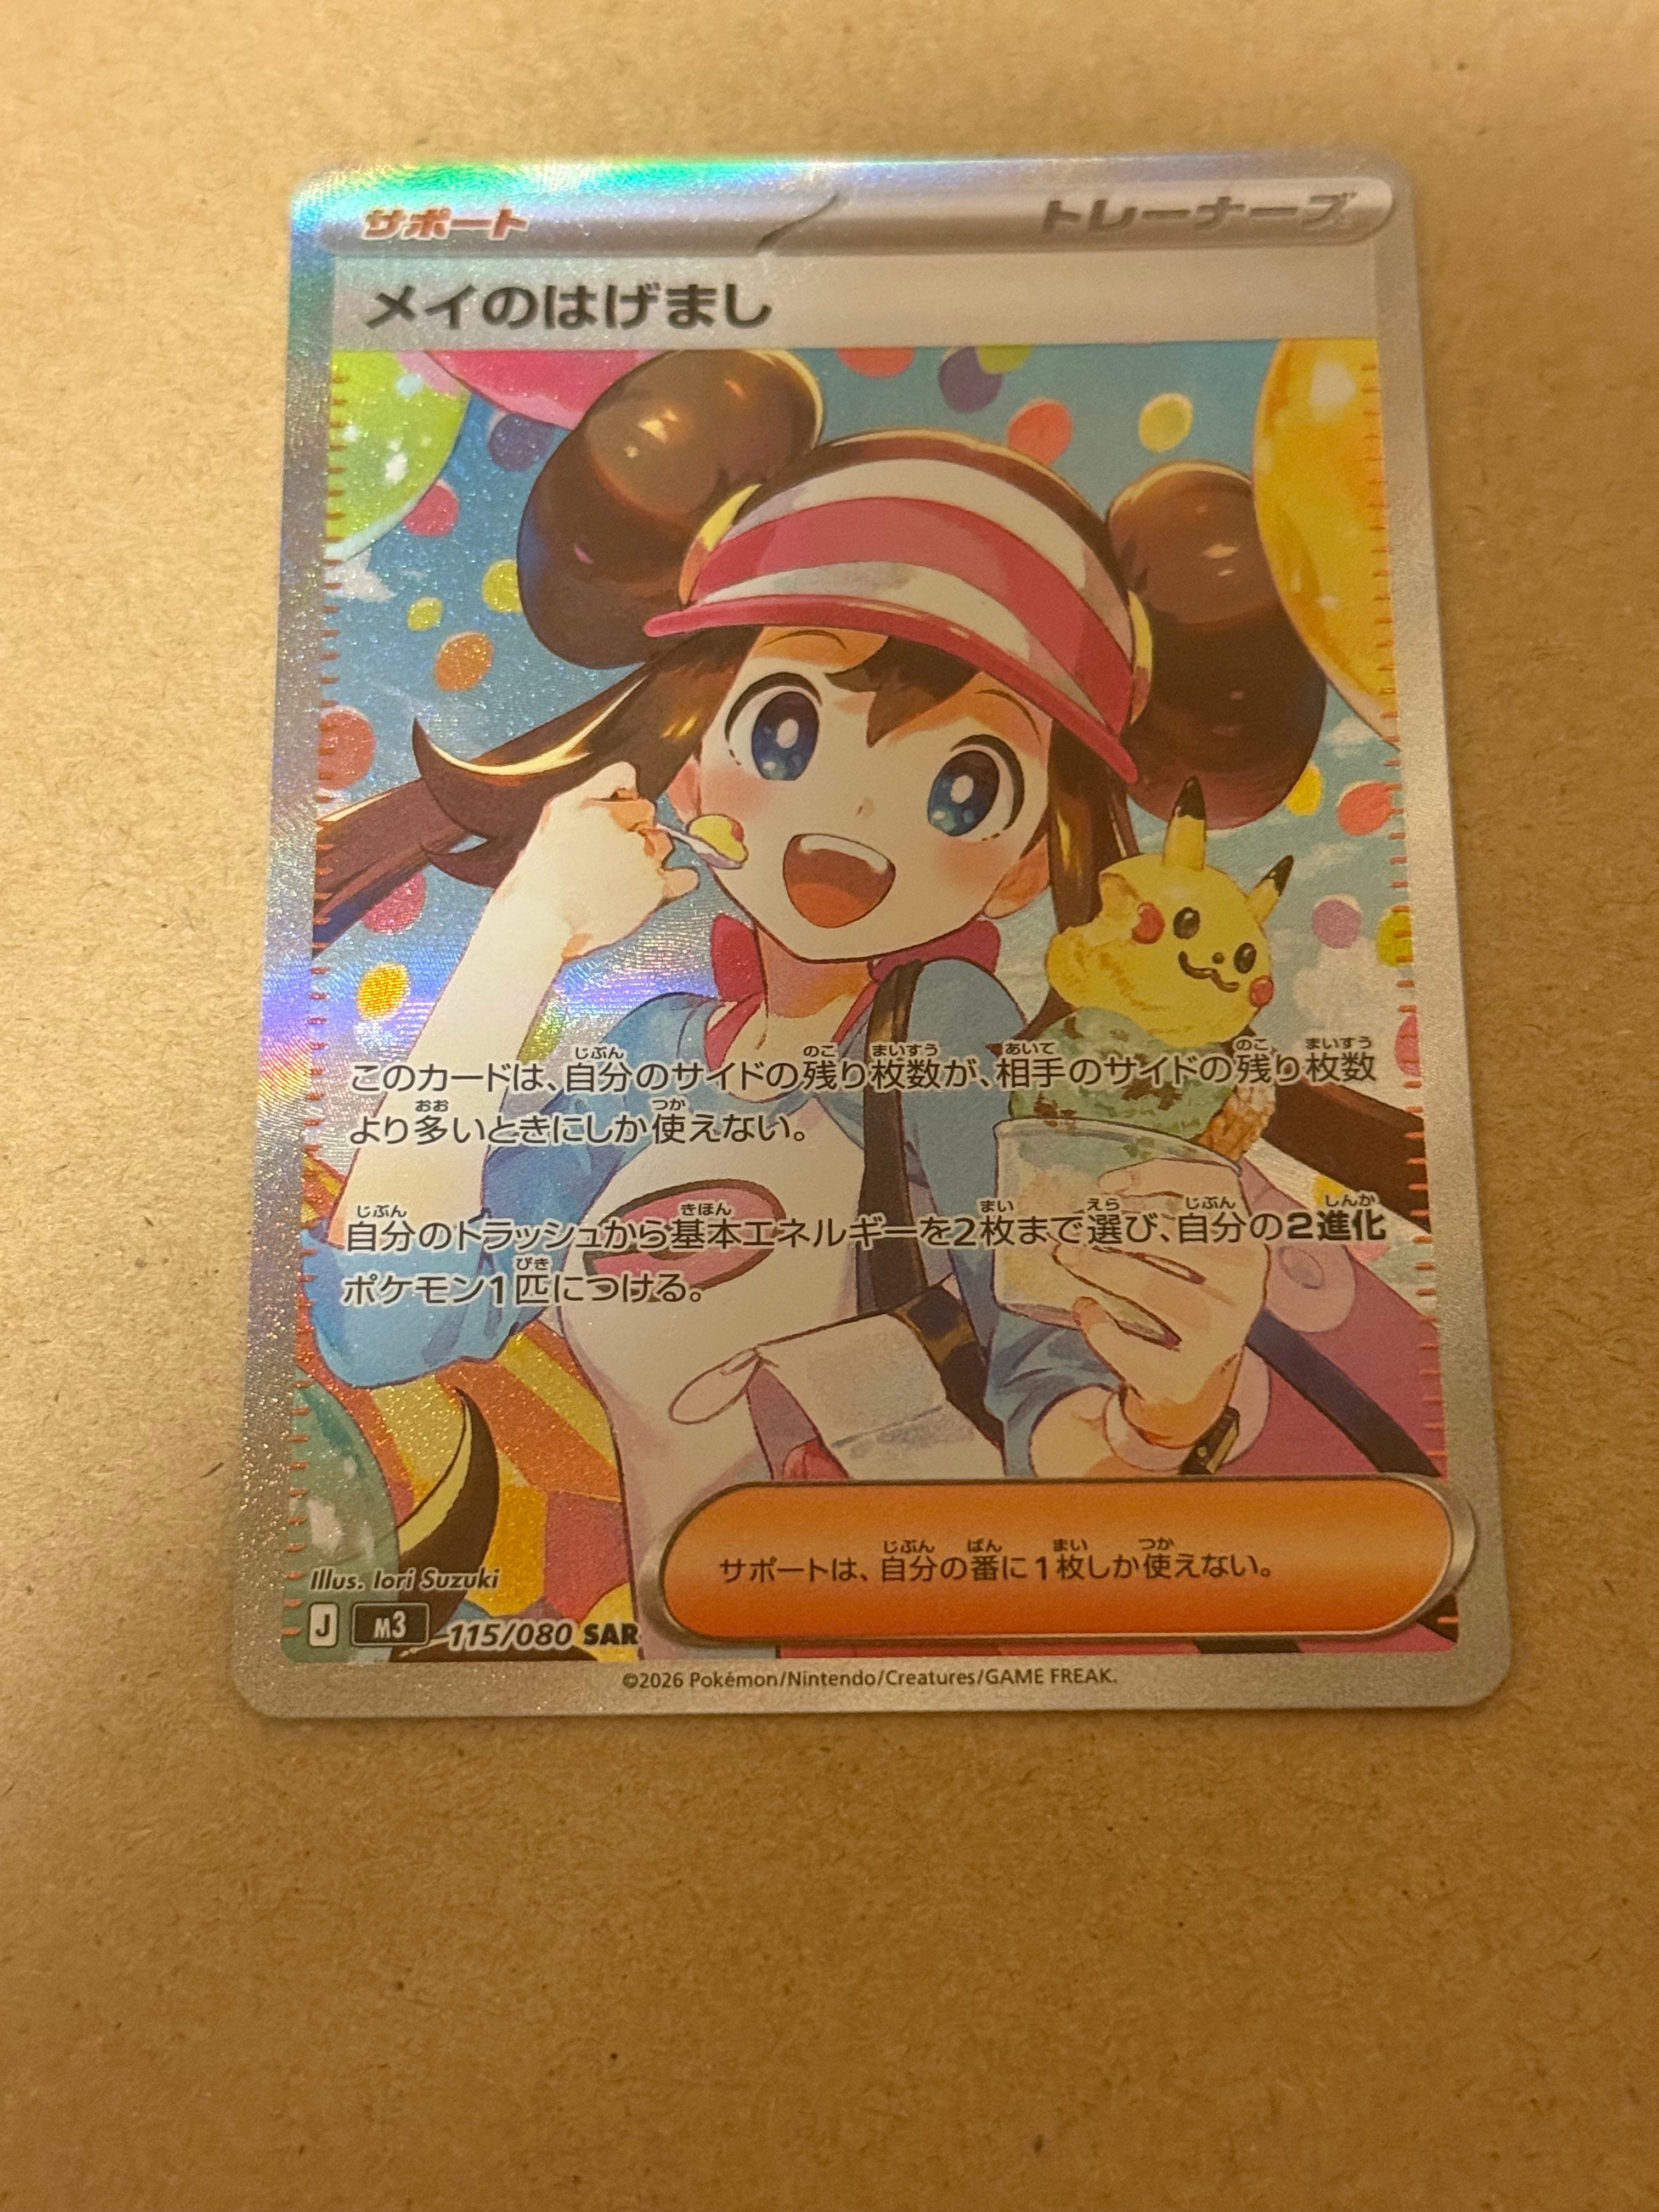 サポート
トレーナーズ
メイのはげまし
このカードは、自分のサイドの残り枚数が、相手のサイドの残り枚数
より多いときにしか使えない。
自分のトラッシュから基本エネルギーを2枚まで選び、自分の2進化
ポケモン1匹につける。
サポートは、自分の番に1枚しか使えない。
Illus. Iori Suzuki
J M3 115/080 SAR
©2026 Pokémon/Nintendo/Creatures/GAME FREAK.